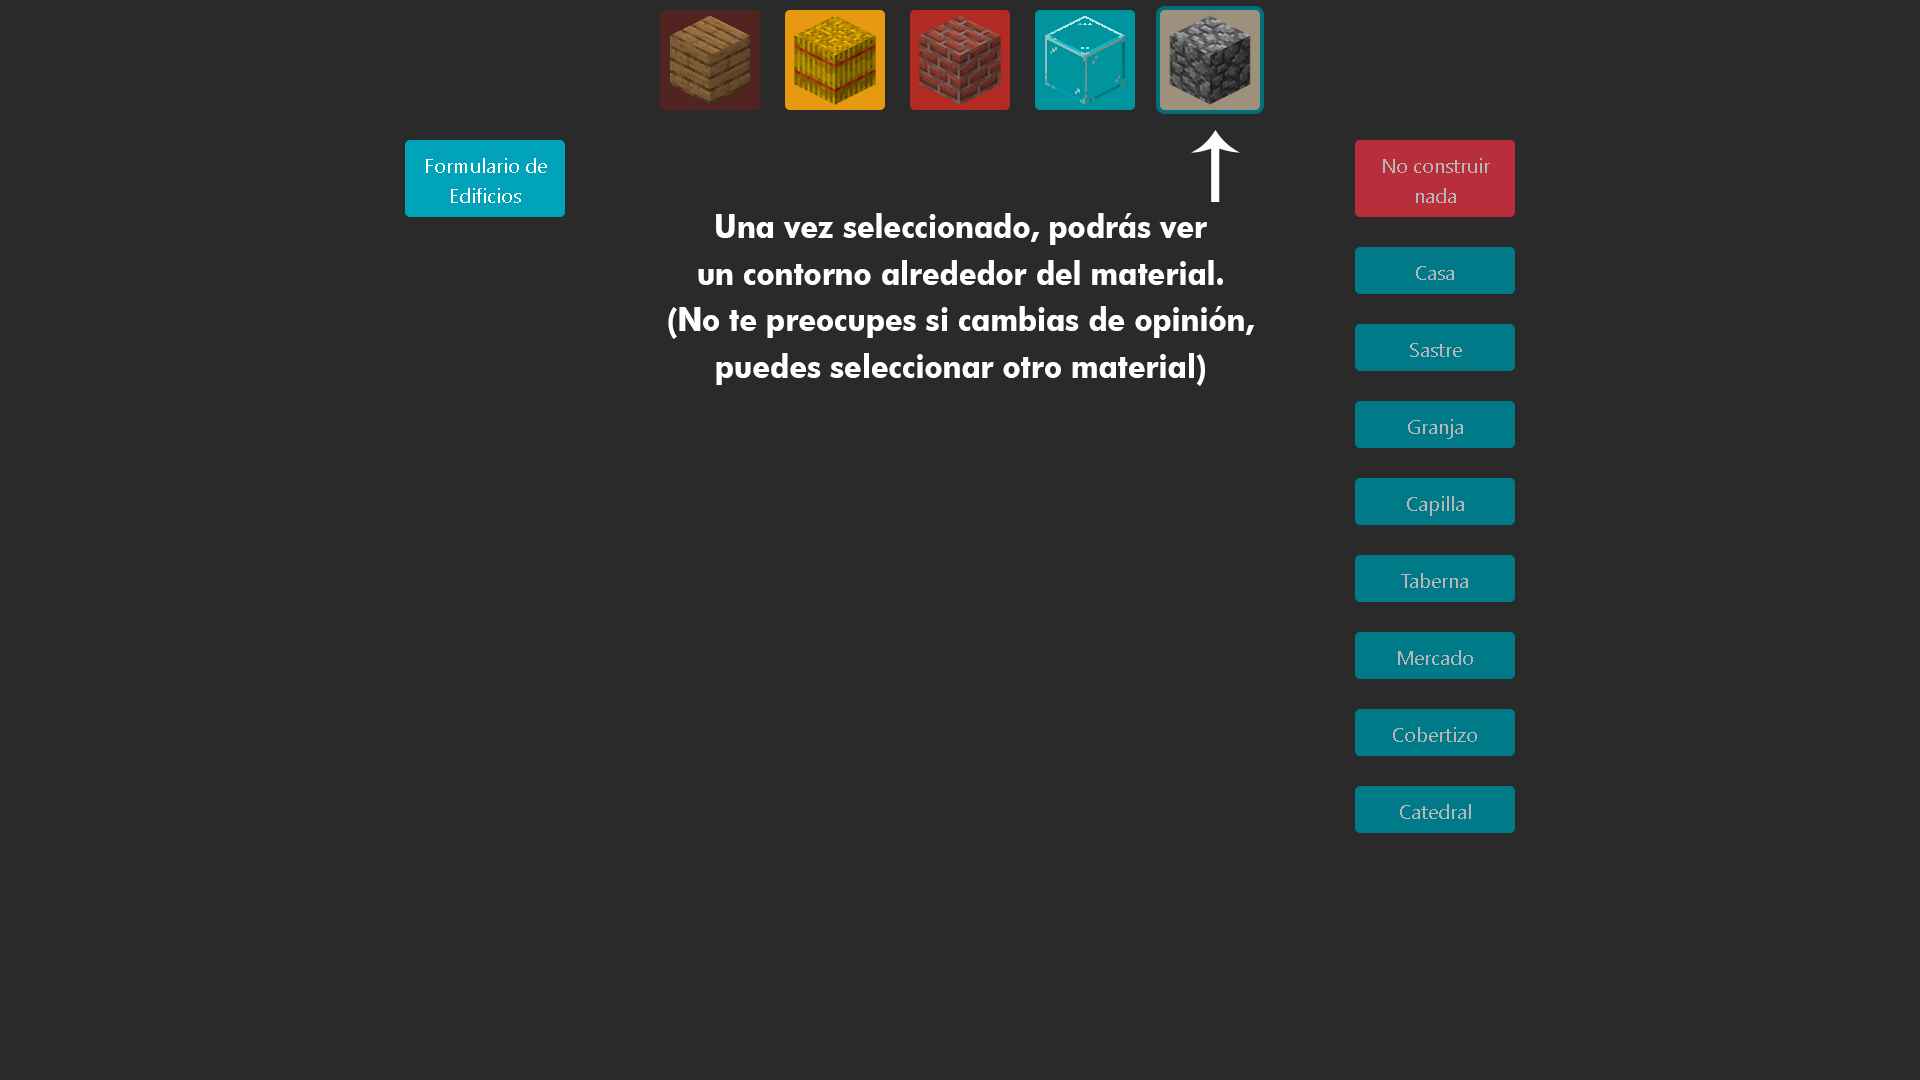 Formulario de
Edificios
Una vez seleccionado, podrás ver
un contorno alrededor del material.
(No te preocupes si cambias de opinión,
puedes seleccionar otro material)
No construir
nada
Casa
Sastre
Granja
Capilla
Taberna
Mercado
Cobertizo
Catedral